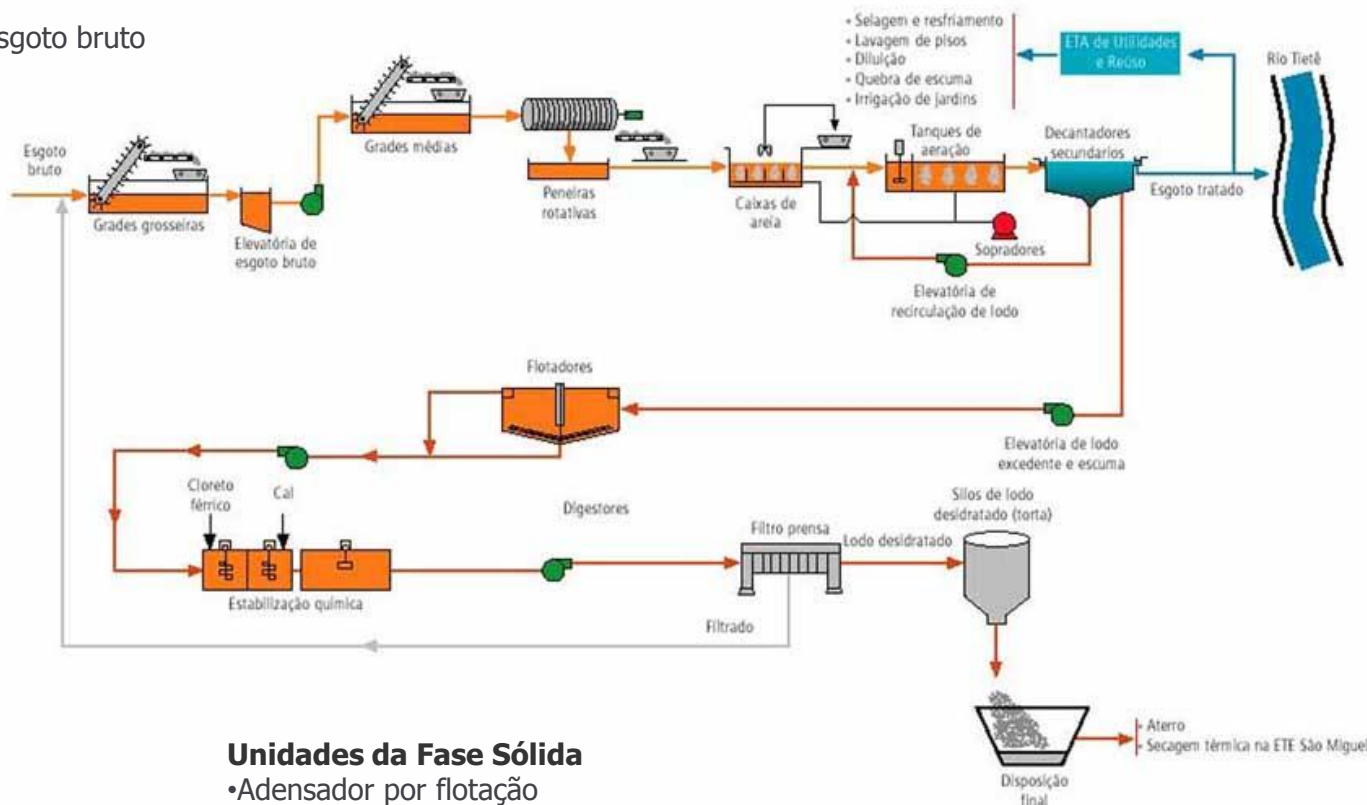 sgoto bruto
• Selagem e resfriamento
• Lavagem de pisos
• Diluição
• Quebra de escuma
• Irrigação de jardins
ETA de Utilidades
e Reúso
Rio Tietê
Esgoto
bruto
Grades grosseiras
Elevatória de
esgoto bruto
Grades médias
Peneiras
rotativas
Caixas de
areia
Tanques de
aeração
Decantadores
secundarios
Esgoto tratado
Sopradores
Elevatória de
recirculação de lodo
Flotadores
Elevatória de lodo
excedente e escuma
Cloreto
férrico
Cal
Estabilização química
Digestores
Filtro prensa
Lodo desidratado
Silos de lodo
desidratado (torta)
Filtrado
- Aterro
- Secagem térmica na ETE São Miguel
Disposição
final
Unidades da Fase Sólida
•Adensador por flotação